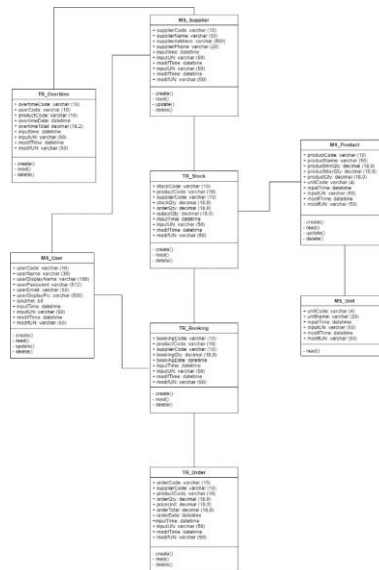 MS_Supplier
+ supplierCode: varchar (10)
+ supplierName: varchar (50)
+ supplierAddress: varchar (500)
+ supplierPhone: varchar (20)
+ inputTime: datetime
+ inputUN: varchar (50)
+ modifTime: datetime
+ inputUN: varchar (50)
+ modifTime: datetime
+ modifUN: varchar (50)
- create()
- read()
- update()
- delete()
TR_Overtime
+ overtimeCode: varchar (10)
+ userCode: varchar (10)
+ productCode: varchar (10)
+ overtimeDate: datetime
+ overtimeTotal: decimal (18,2)
+ inputtime: datetime
+ inputUN: varchar (50)
+ modifTime: datetime
+ modifUN: varchar (50)
- create()
- read()
- delete()
TR_Stock
+ stockCode: varchar (10)
+ productCode: varchar (10)
+ supplierCode: varchar (10)
+ stockQty: decimal (18,0)
+ orderQty: decimal (18,0)
+ outputQty: decimal (18,0)
+ inputTime: datetime
+ inputUN: varchar (50)
+ modifTime: datetime
+ modifUN: varchar (50)
- create()
- read()
- delete()
MS_Product
+ productCode: varchar (10)
+ productName: varchar (50)
+ productMinQty: decimal (18,0)
+ productMaxQty: decimal (18,0)
+ productQty: decimal (18,0)
+ unitCode: varchar (4)
+ inputTime: datetime
+ inputUN: varchar (50)
+ modifTime: datetime
+ modifUN: varchar (50)
- create()
- read()
- update()
- delete()
MS_User
+ userCode: varchar (10)
+ userName: varchar (30)
+ userDisplayName: varchar (100)
+ userPassword: varchar (512)
+ userEmail: varchar (50)
+ userDisplayPic: varchar (500)
+ isAdmin: bit
+ inputTime: datetime
+ inputUN: varchar (50)
+ modifTime: datetime
+ modifUN: varchar (50)
- create()
- read()
- update()
- delete()
MS_Unit
+ unitCode: varchar (4)
+ unitName: varchar (20)
+ inputTime: datetime
+ inputUN: varchar (50)
+ modifTime: datetime
+ modifUN: varchar (50)
- read()
TR_Booking
+ bookingCode: varchar (10)
+ productCode: varchar (10)
+ supplierCode: varchar (10)
+ bookingQty: decimal (18,0)
+ bookingDate: datetime
+ inputTime: datetime
+ inputUN: varchar (50)
+ modifTime: datetime
+ modifUN: varchar (50)
- create()
- read()
- delete()
TR_Order
+ orderCode: varchar (10)
+ supplierCode: varchar (10)
+ productCode: varchar (10)
+ orderQty: decimal (18,0)
+ priceUnit: decimal (18,0)
+ orderTotal: decimal (18,0)
+ orderDate: datetime
+inputTime: datetime
+ inputUN: varchar (50)
+ modifTime: datetime
+ modifUN: varchar (50)
- create()
- read()
- delete()